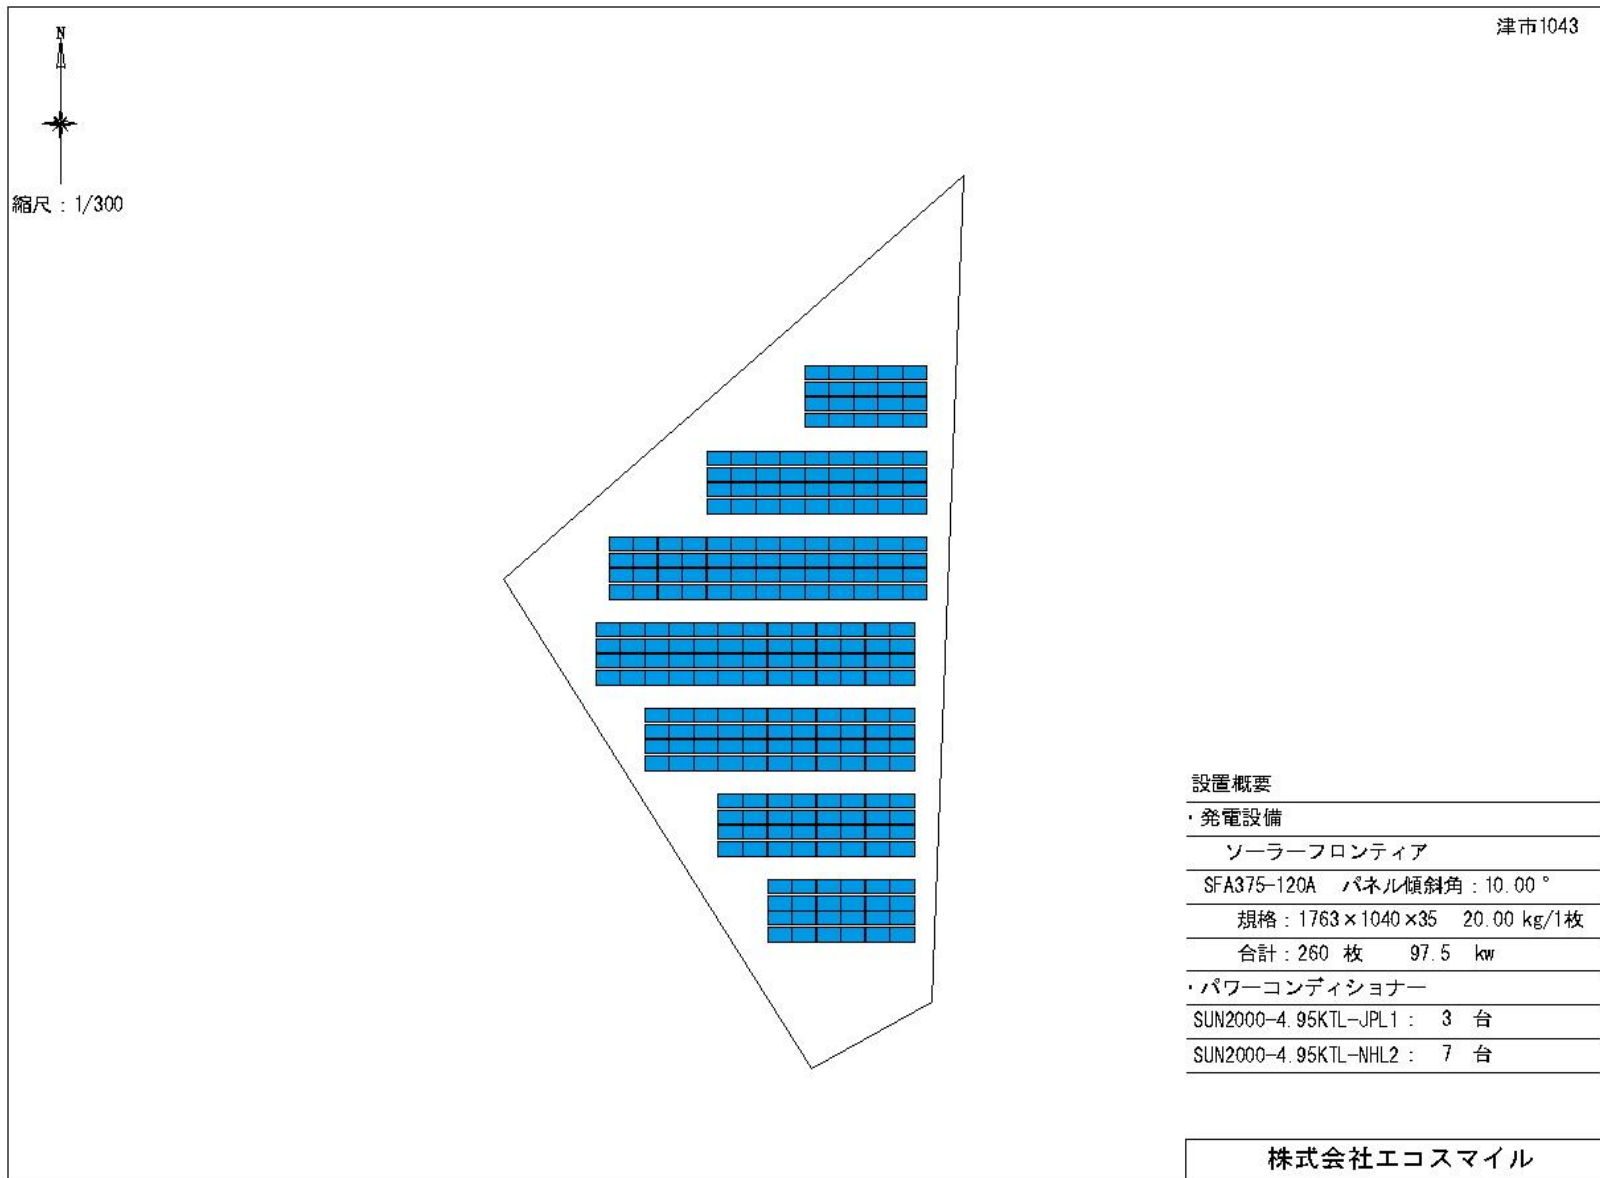 津市1043
N
縮尺：1/300
設置概要
・発電設備
ソーラーフロンティア
SFA375-120A パネル傾斜角：10.00°
規格：1763×1040×35 20.00 kg/1枚
合計：260 枚 97.5 kw
・パワーコンディショナー
SUN2000-4.95KTL-JPL1： 3 台
SUN2000-4.95KTL-NHL2： 7 台
株式会社エコスマイル